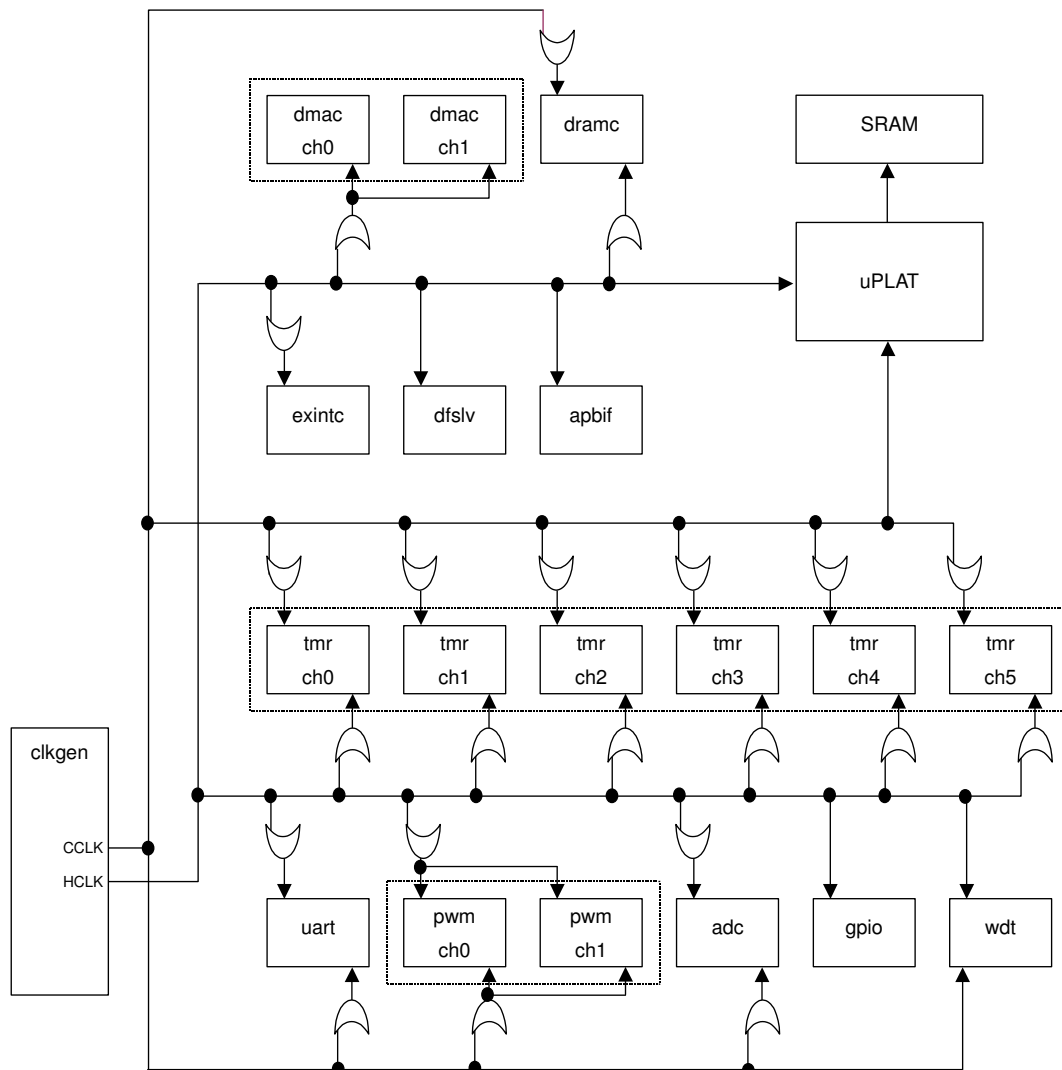 dmac
ch0
dmac
ch1
dramc
SRAM
uPLAT
exintc
dfslv
apbif
tmr
ch0
tmr
ch1
tmr
ch2
tmr
ch3
tmr
ch4
tmr
ch5
clkgen
CCLK
HCLK
uart
pwm
ch0
pwm
ch1
adc
gpio
wdt